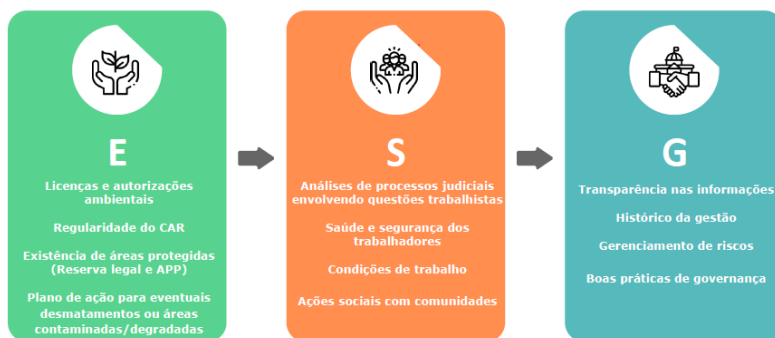 E
Licenças e autorizações
ambientais
Regularidade do CAR
Existência de áreas protegidas
(Reserva legal e APP)
Plano de ação para eventuais
desmatamentos ou áreas
contaminadas/degradadas
S
Análises de processos judiciais
envolvendo questões trabalhistas
Saúde e segurança dos
trabalhadores
Condições de trabalho
Ações sociais com comunidades
G
Transparência nas informações
Histórico da gestão
Gerenciamento de riscos
Boas práticas de governança